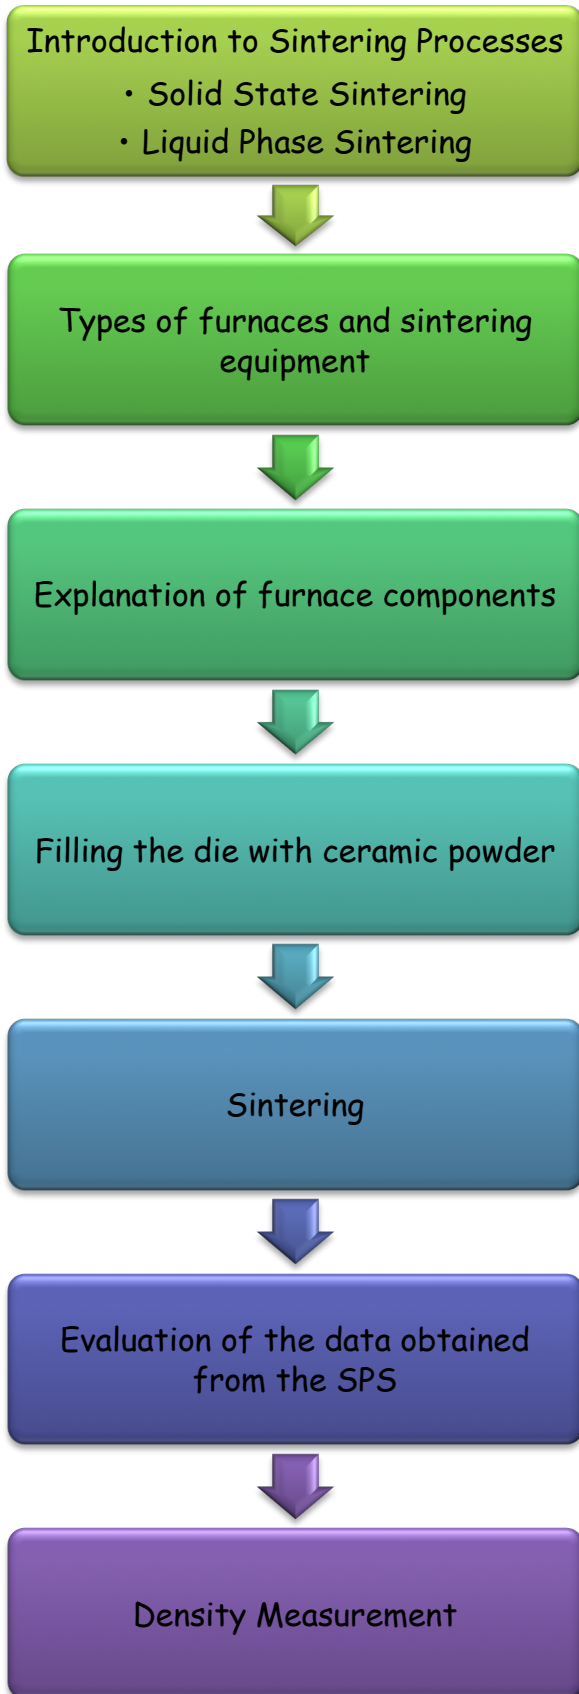 Introduction to Sintering Processes
• Solid State Sintering
• Liquid Phase Sintering
Types of furnaces and sintering
equipment
Explanation of furnace components
Filling the die with ceramic powder
Sintering
Evaluation of the data obtained
from the SPS
Density Measurement